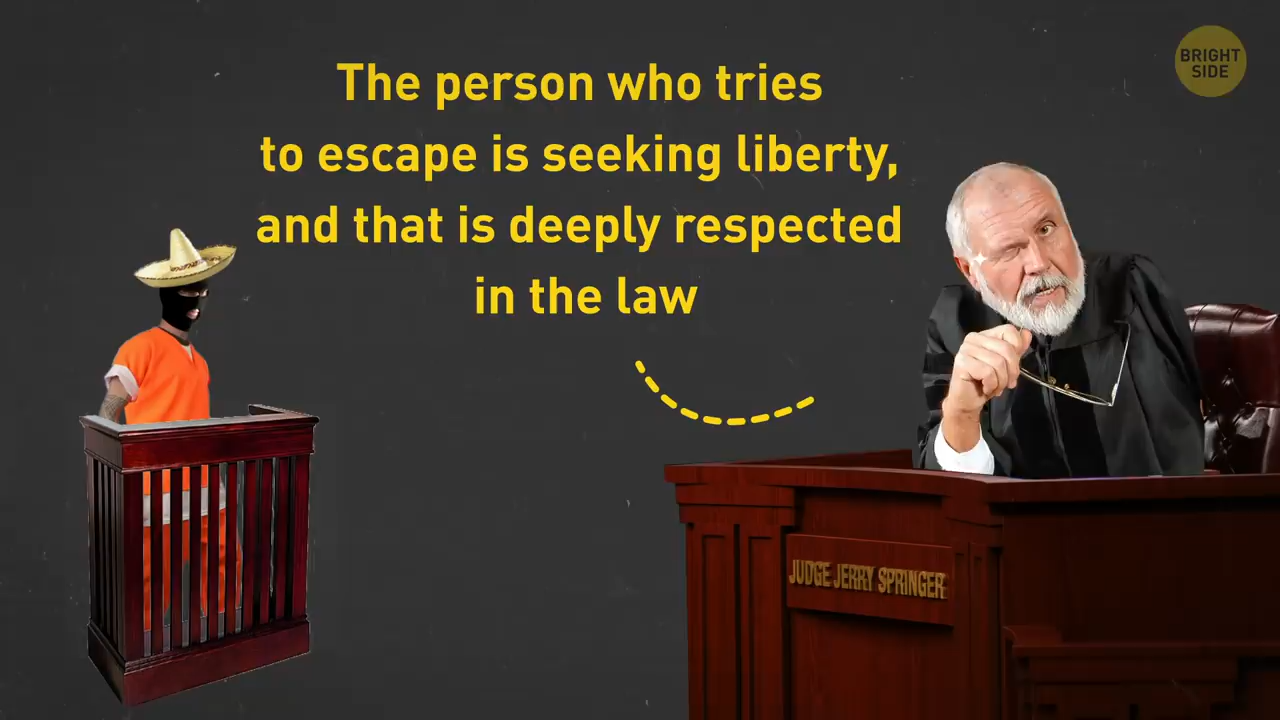 The person who tries
to escape is seeking liberty,
and that is deeply respected
in the law
BRIGHT
SIDE
JUDGE JERRY SPRINGER